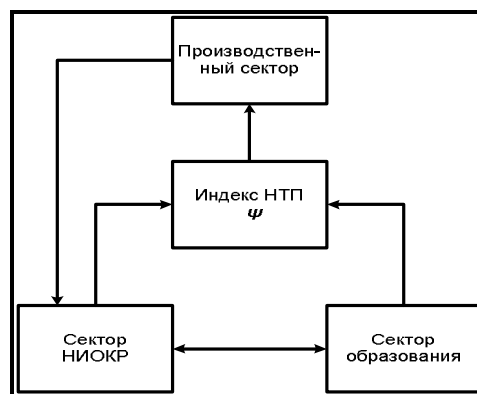 Производствен-
ный сектор
Индекс НТП
Ψ
Сектор
НИОКР
Сектор
образования